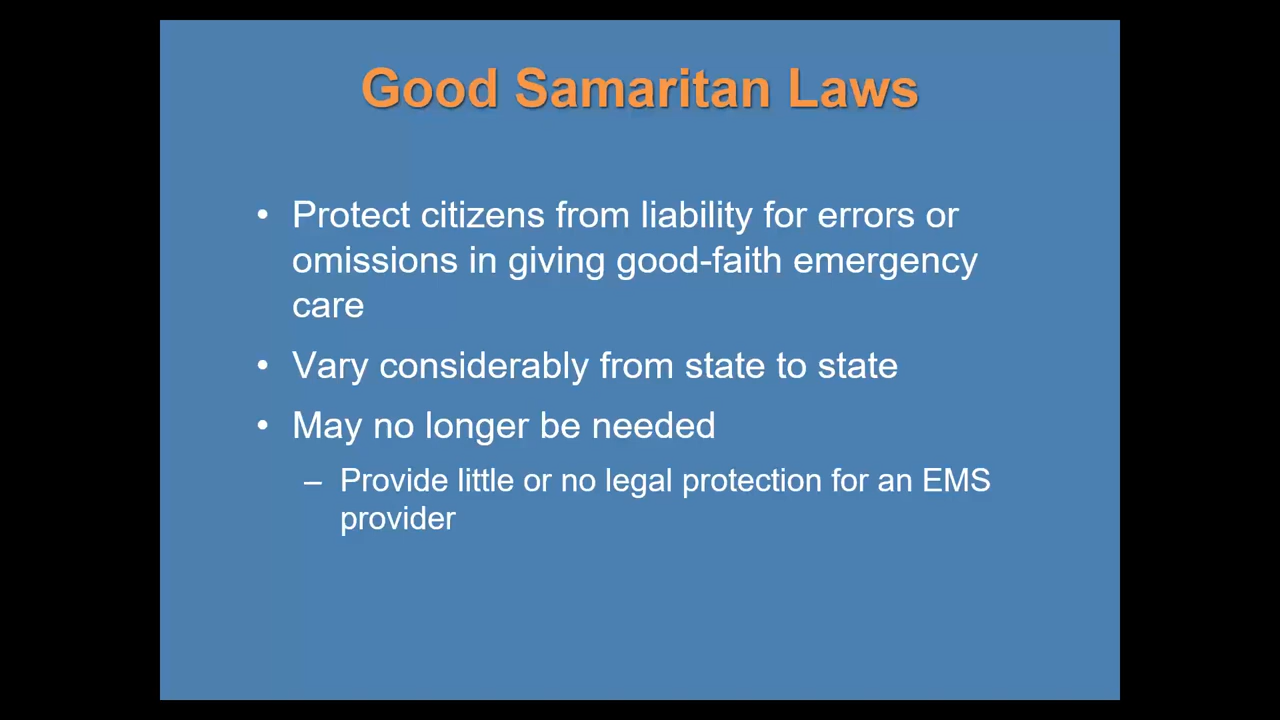 Good Samaritan Laws
• Protect citizens from liability for errors or
omissions in giving good-faith emergency
care
• Vary considerably from state to state
• May no longer be needed
– Provide little or no legal protection for an EMS
provider